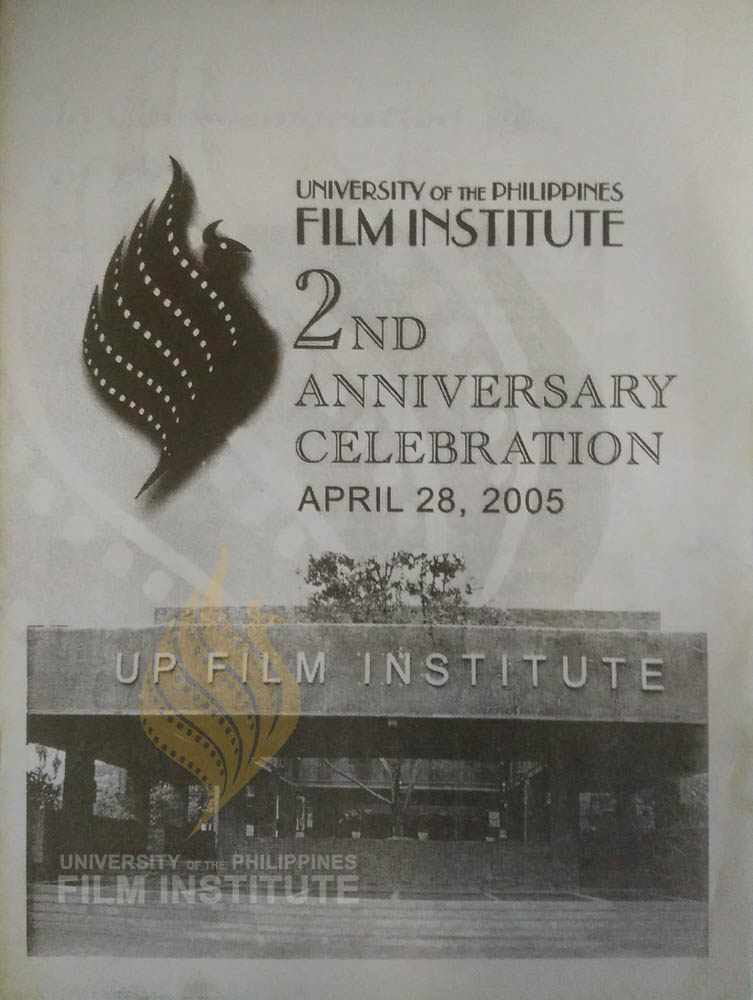 UNIVERSITY OF THE PHILIPPINES
FILM INSTITUTE
2ND
ANNIVERSARY
CELEBRATION
APRIL 28, 2005
UP FILM INSTITUTE
UNIVERSITY OF THE PHILIPPINES
FILM INSTITUTE